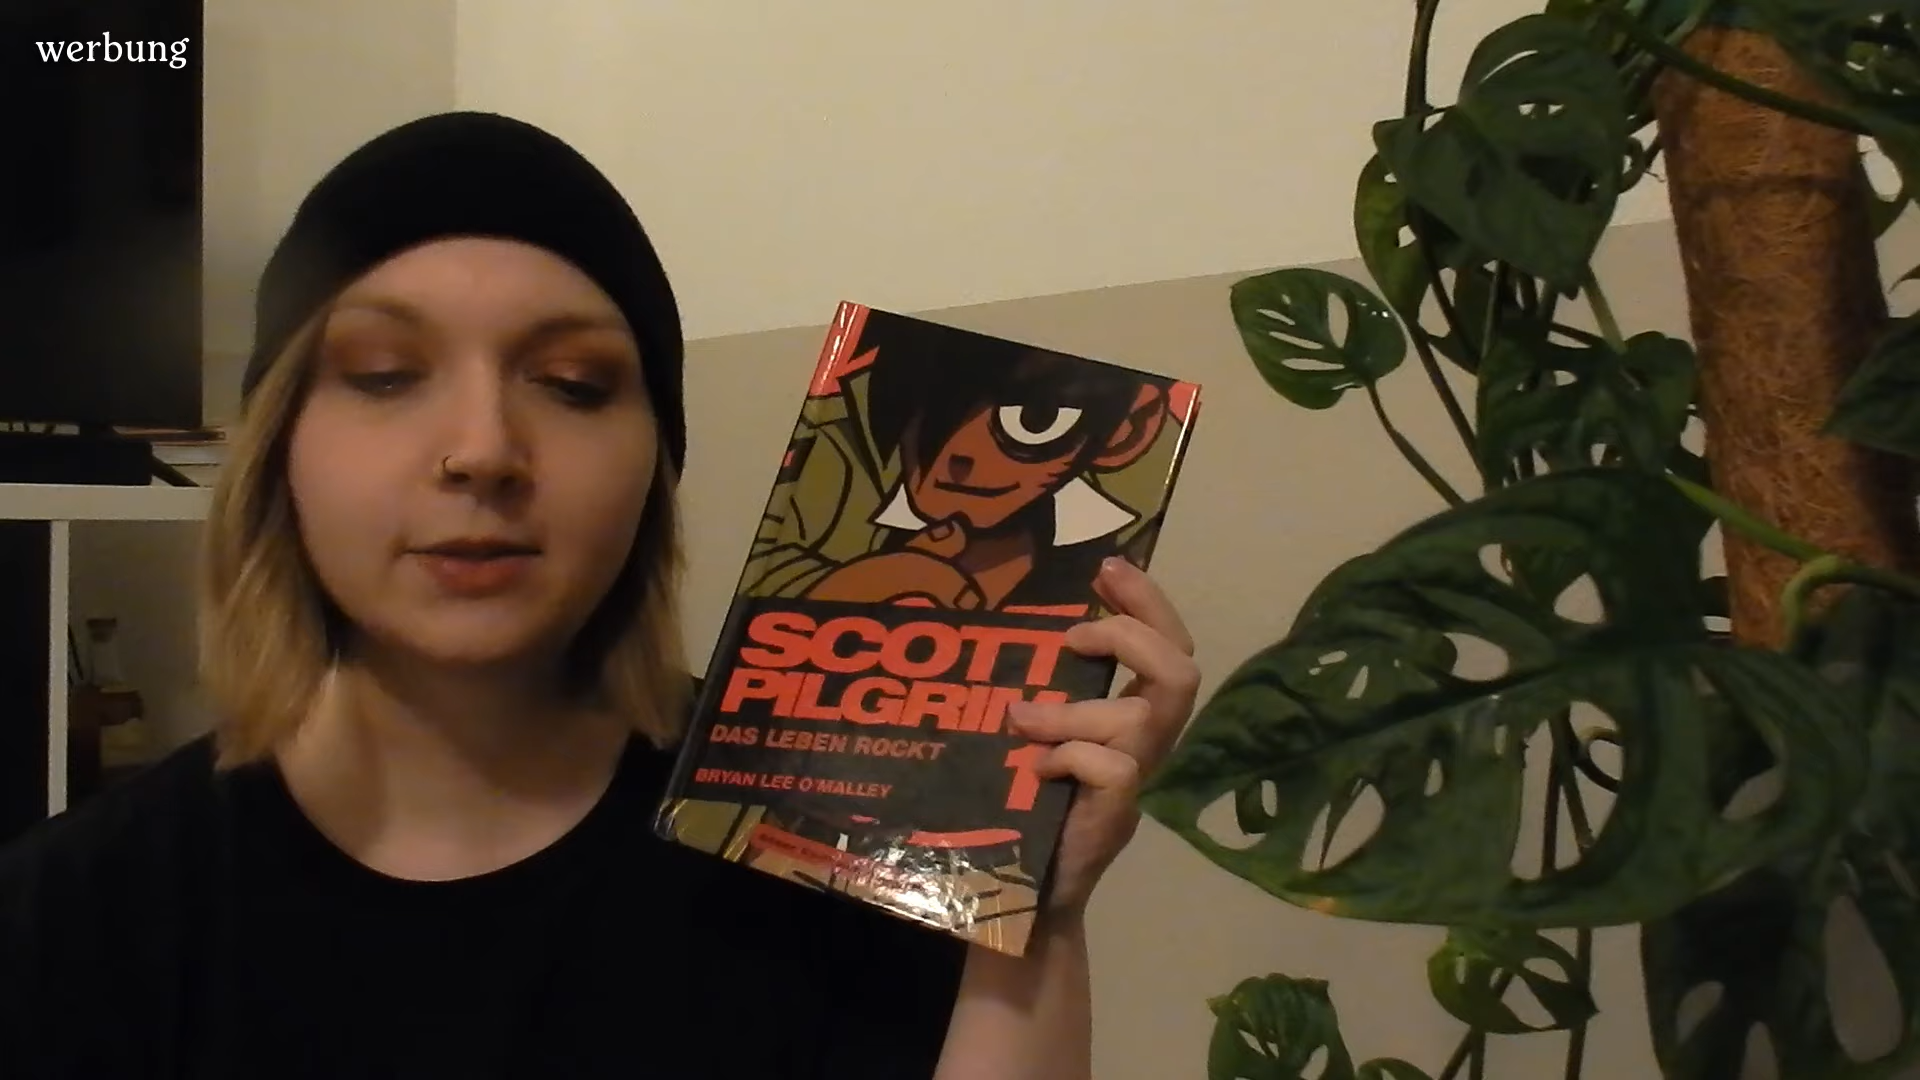 werbung
SCOTT
PILGRIM
DAS LEBEN ROCKT
1
BRYAN LEE O'MALLEY